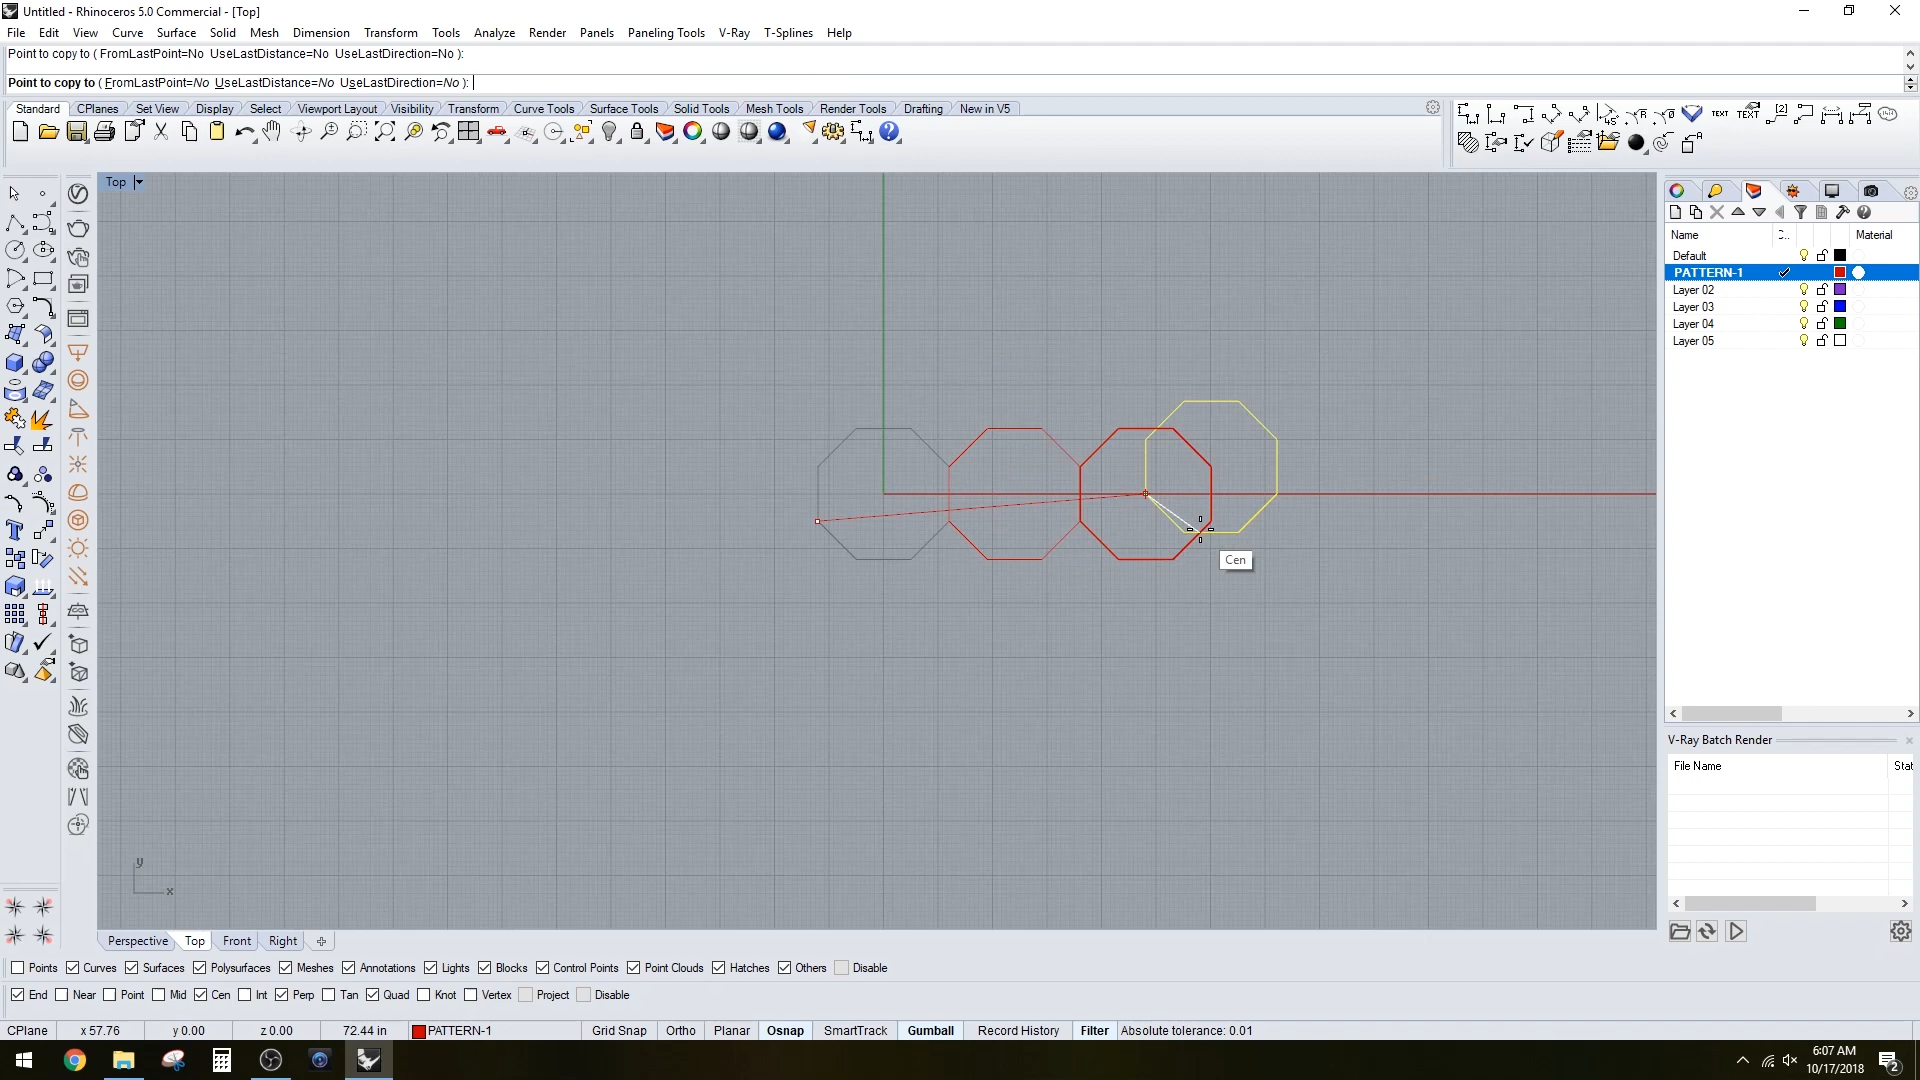 Untitled - Rhinoceros 5.0 Commercial - [Top]
File Edit View Curve Surface Solid Mesh Dimension Transform Tools Analyze Render Panels Paneling Tools V-Ray T-Splines Help
Point to copy to ( FromLastPoint=No UseLastDistance=No UseLastDirection=No ):
Point to copy to ( FromLastPoint=No UseLastDistance=No UseLastDirection=No ):
Standard CPlanes Set View Display Select Viewport Layout Visibility Transform Curve Tools Surface Tools Solid Tools Mesh Tools Render Tools Drafting New in V5
TEXT TEXT
Top
Name Material
Default
PATTERN-1
Layer 02
Layer 03
Layer 04
Layer 05
Cen
V-Ray Batch Render
File Name Stat
y
x
Perspective Top Front Right
Points Curves Surfaces Polysurfaces Meshes Annotations Lights Blocks Control Points Point Clouds Hatches Others Disable
End Near Point Mid Cen Int Perp Tan Quad Knot Vertex Project Disable
CPlane x 57.76 y 0.00 z 0.00 72.44 in PATTERN-1 Grid Snap Ortho Planar Osnap SmartTrack Gumball Record History Filter Absolute tolerance: 0.01
6:07 AM
10/17/2018
2